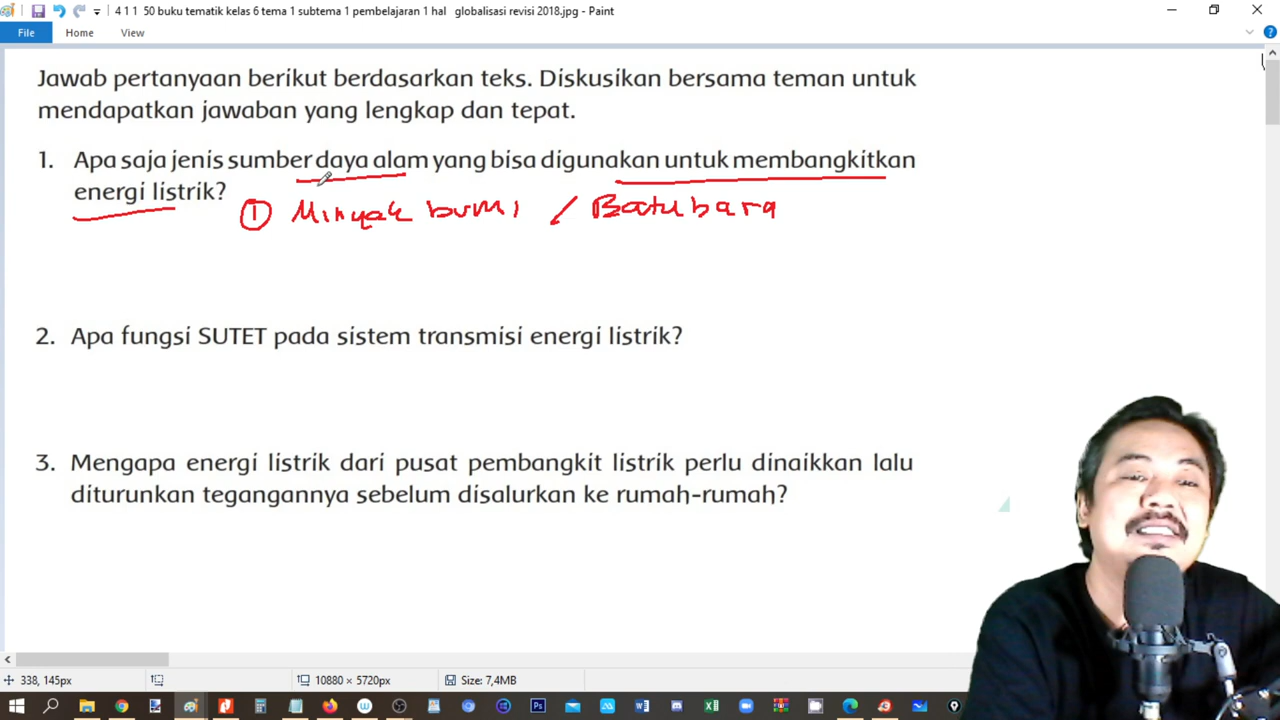 4 1 1 50 buku tematik kelas 6 tema 1 subtema 1 pembelajaran 1 hal globalisasi revisi 2018.jpg - Paint
File Home View
Jawab pertanyaan berikut berdasarkan teks. Diskusikan bersama teman untuk
mendapatkan jawaban yang lengkap dan tepat.
1. Apa saja jenis sumber daya alam yang bisa digunakan untuk membangkitkan
energi listrik?
① Minyak bumi / Batubara
2. Apa fungsi SUTET pada sistem transmisi energi listrik?
3. Mengapa energi listrik dari pusat pembangkit listrik perlu dinaikkan lalu
diturunkan tegangannya sebelum disalurkan ke rumah-rumah?
338, 145px 10880 × 5720px Size: 7,4MB